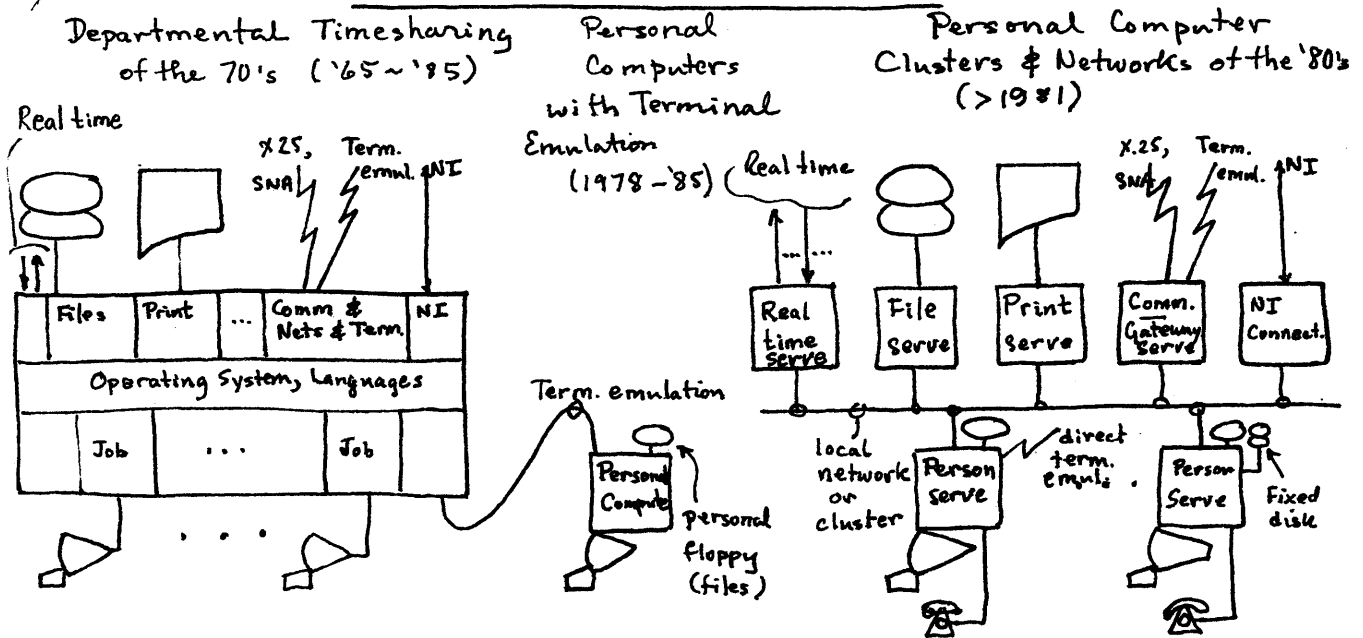 Departmental Timesharing
of the 70's ('65 ~ '85)
Personal
Computers
with Terminal
Emulation
(1978 - '85)
Personal Computer
Clusters & Networks of the '80's
(> 1981)
Real time
X25,
SNA
Term.
emul.
NI
Files
Print
...
Comm &
Nets & Term.
NI
Operating System, Languages
Job
...
Job
. . .
Term. emulation
Personal
Compute
personal
floppy
(files)
Real time
... ...
X.25,
SNA
Term.
emul.
NI
Real
time
serve
File
serve
Print
serve
Comm.
Gateway
serve
NI
Connect.
local
network
or
cluster
Person
serve
direct
term.
emul.
Person
Serve
Fixed
disk